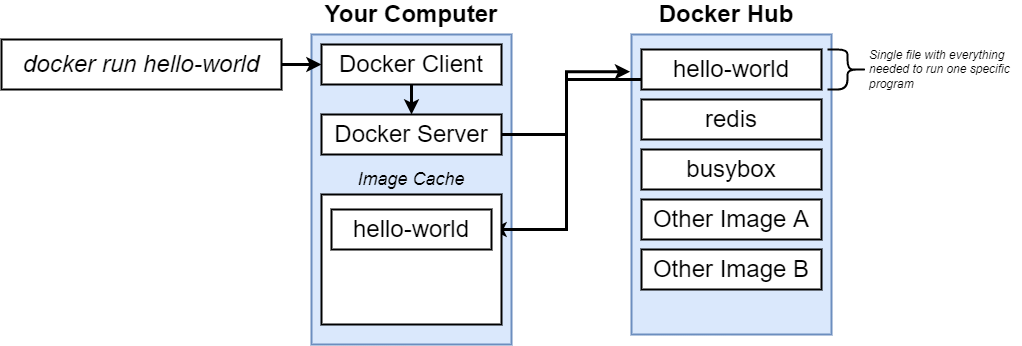 Your Computer
Docker Hub
docker run hello-world
Docker Client
Docker Server
Image Cache
hello-world
hello-world
redis
busybox
Other Image A
Other Image B
Single file with everything
needed to run one specific
program